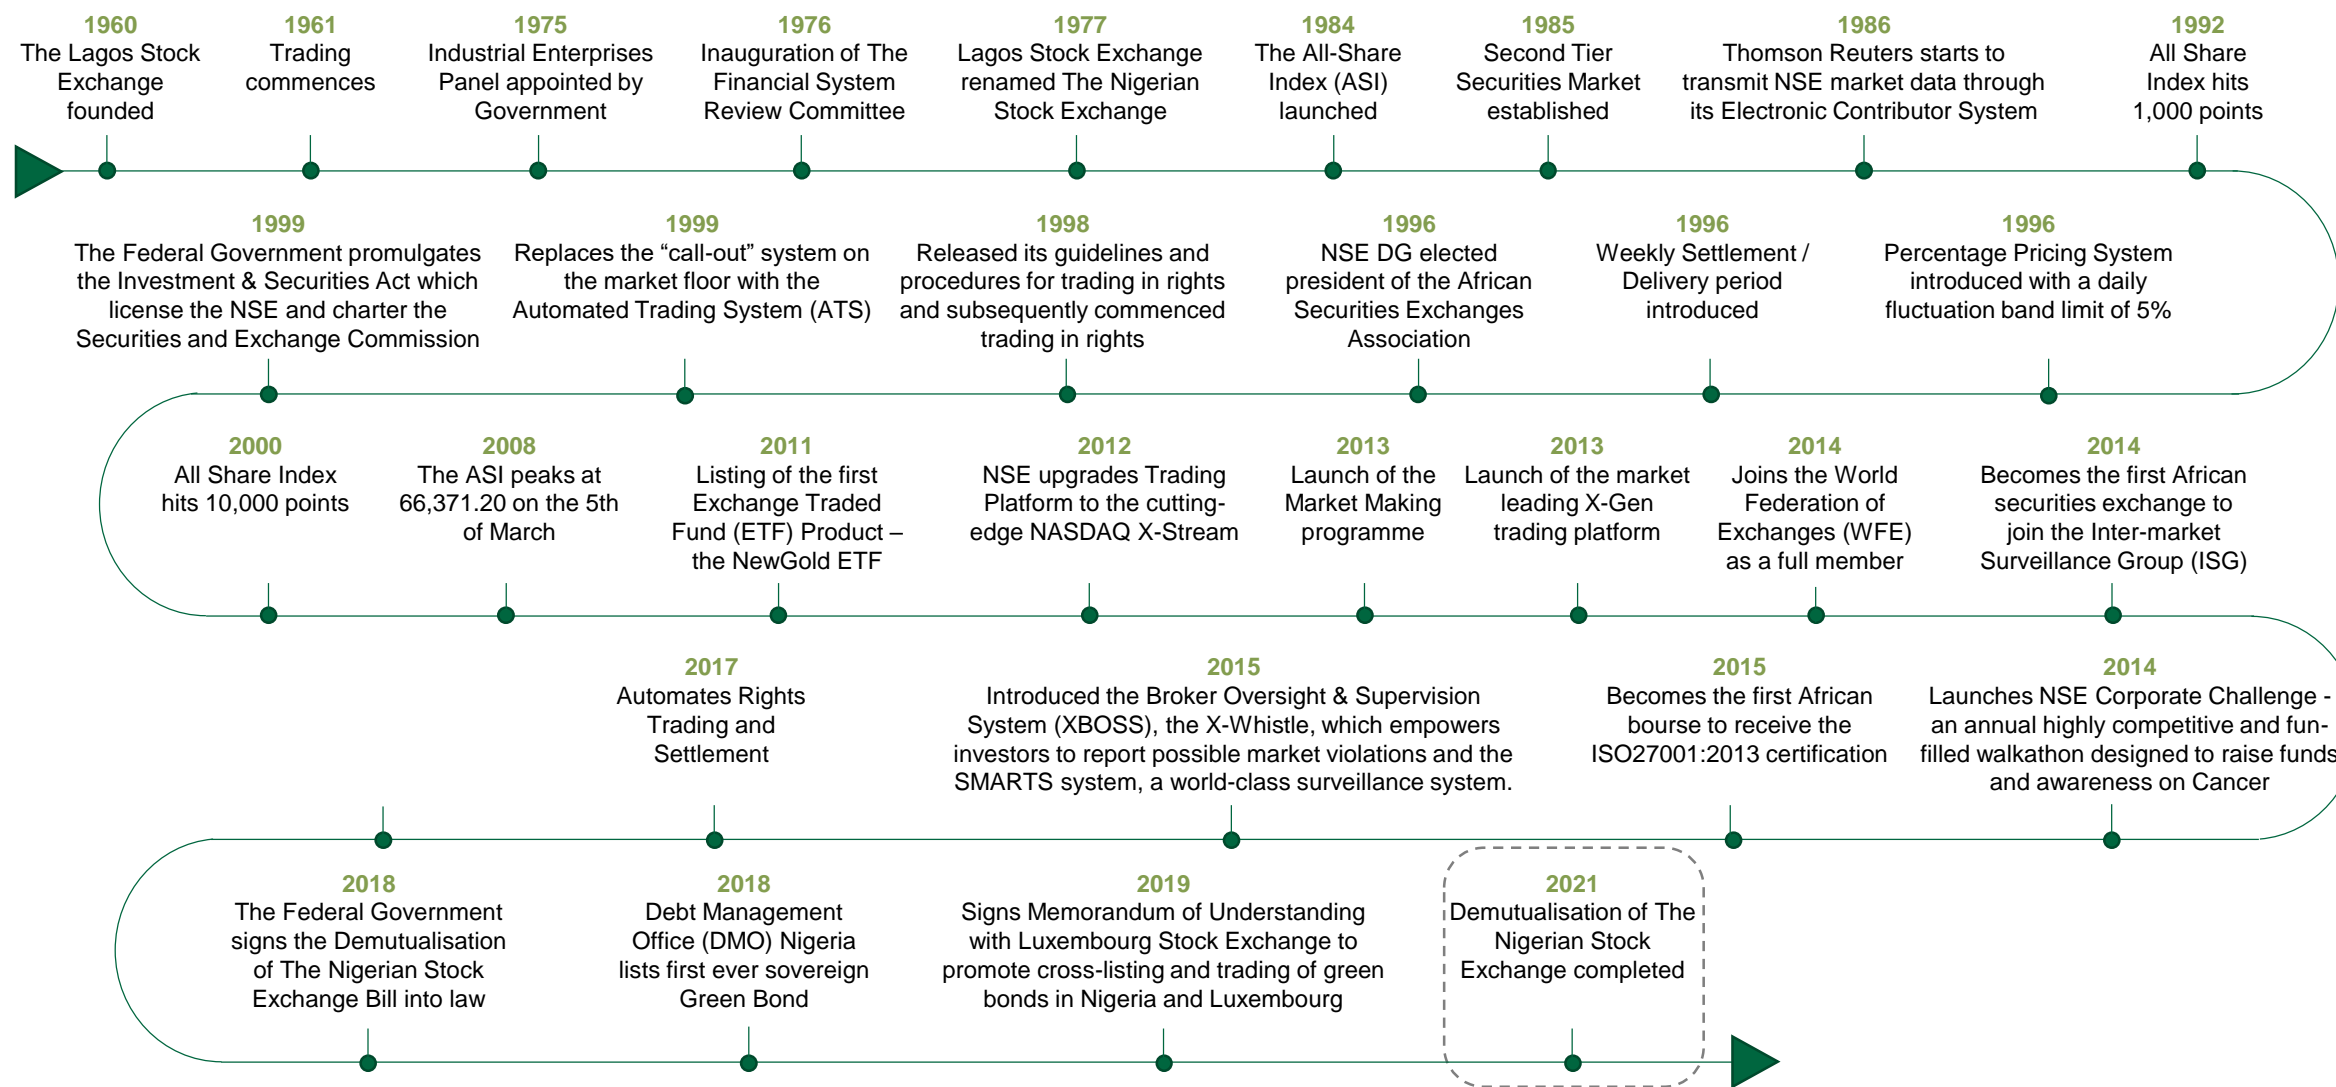 1960
The Lagos Stock
Exchange
founded
1961
Trading
commences
1975
Industrial Enterprises
Panel appointed by
Government
1976
Inauguration of The
Financial System
Review Committee
1977
Lagos Stock Exchange
renamed The Nigerian
Stock Exchange
1984
The All-Share
Index (ASI)
launched
1985
Second Tier
Securities Market
established
1986
Thomson Reuters starts to
transmit NSE market data through
its Electronic Contributor System
1992
All Share
Index hits
1,000 points
1999
The Federal Government promulgates
the Investment & Securities Act which
license the NSE and charter the
Securities and Exchange Commission
1999
Replaces the “call-out” system on
the market floor with the
Automated Trading System (ATS)
1998
Released its guidelines and
procedures for trading in rights
and subsequently commenced
trading in rights
1996
NSE DG elected
president of the African
Securities Exchanges
Association
1996
Weekly Settlement /
Delivery period
introduced
1996
Percentage Pricing System
introduced with a daily
fluctuation band limit of 5%
2000
All Share Index
hits 10,000 points
2008
The ASI peaks at
66,371.20 on the 5th
of March
2011
Listing of the first
Exchange Traded
Fund (ETF) Product –
the NewGold ETF
2012
NSE upgrades Trading
Platform to the cutting-
edge NASDAQ X-Stream
2013
Launch of the
Market Making
programme
2013
Launch of the market
leading X-Gen
trading platform
2014
Joins the World
Federation of
Exchanges (WFE)
as a full member
2014
Becomes the first African
securities exchange to
join the Inter-market
Surveillance Group (ISG)
2017
Automates Rights
Trading and
Settlement
2015
Introduced the Broker Oversight & Supervision
System (XBOSS), the X-Whistle, which empowers
investors to report possible market violations and the
SMARTS system, a world-class surveillance system.
2015
Becomes the first African
bourse to receive the
ISO27001:2013 certification
2014
Launches NSE Corporate Challenge -
an annual highly competitive and fun-
filled walkathon designed to raise funds
and awareness on Cancer
2018
The Federal Government
signs the Demutualisation
of The Nigerian Stock
Exchange Bill into law
2018
Debt Management
Office (DMO) Nigeria
lists first ever sovereign
Green Bond
2019
Signs Memorandum of Understanding
with Luxembourg Stock Exchange to
promote cross-listing and trading of green
bonds in Nigeria and Luxembourg
2021
Demutualisation of The
Nigerian Stock
Exchange completed